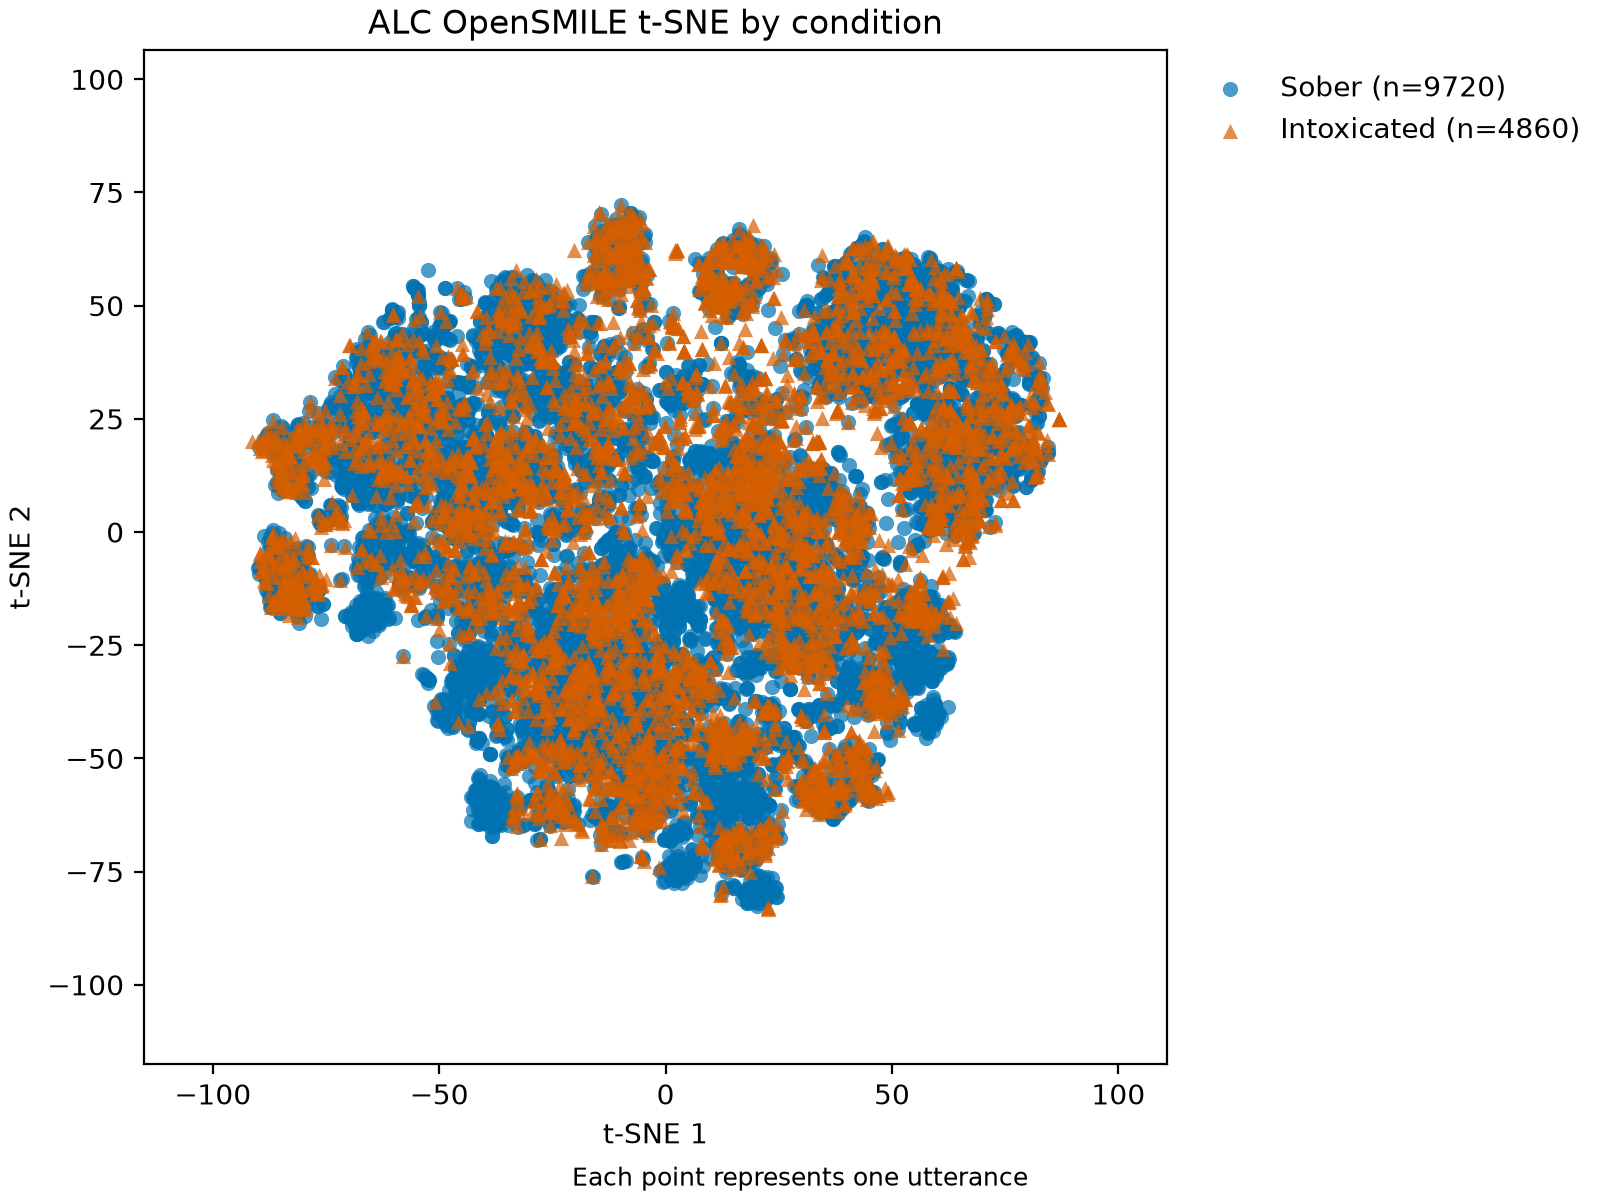 ALC OpenSMILE t-SNE by condition
Sober (n=9720)
Intoxicated (n=4860)
100
75
50
25
0
−25
−50
−75
−100
t-SNE 2
−100
−50
0
50
100
t-SNE 1
Each point represents one utterance